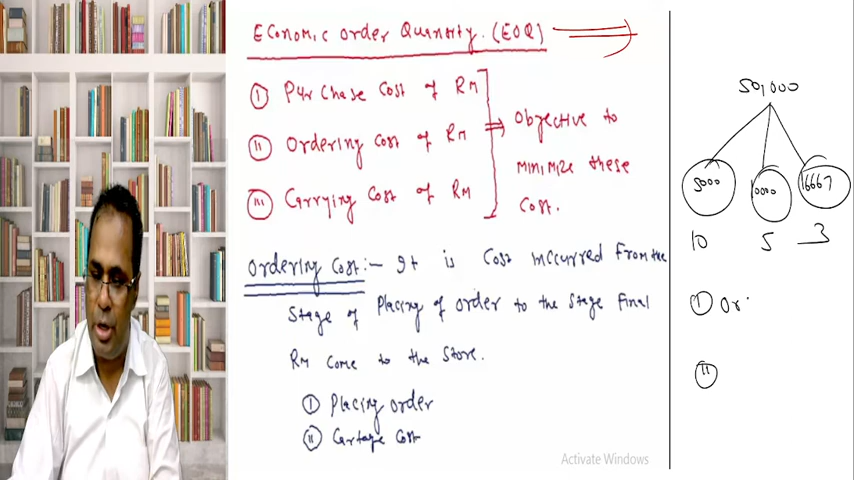 Economic Order Quantity. (EOQ)
(I) Purchase Cost of RM
(II) Ordering Cost of RM
(III) Carrying Cost of RM
Objective to
minimize these
Cost.
Ordering Cost:- It is Cost incurred from the
Stage of Placing of order to the Stage Final
RM Come to the Store.
(I) Placing order
(II) Cartage Cost
50,000
5000 10000 16667
10 5 3
(I) Or
(II)
Activate Windows